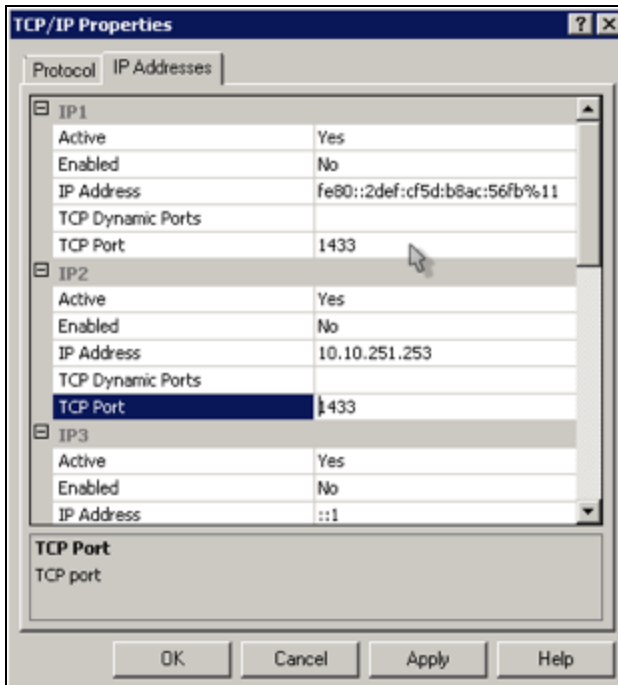 TCP/IP Properties
Protocol IP Addresses
IP1
Active Yes
Enabled No
IP Address fe80::2def:cf5d:b8ac:56fb%11
TCP Dynamic Ports
TCP Port 1433
IP2
Active Yes
Enabled No
IP Address 10.10.251.253
TCP Dynamic Ports
TCP Port 1433
IP3
Active Yes
Enabled No
IP Address ::1
TCP Port
TCP port
OK Cancel Apply Help